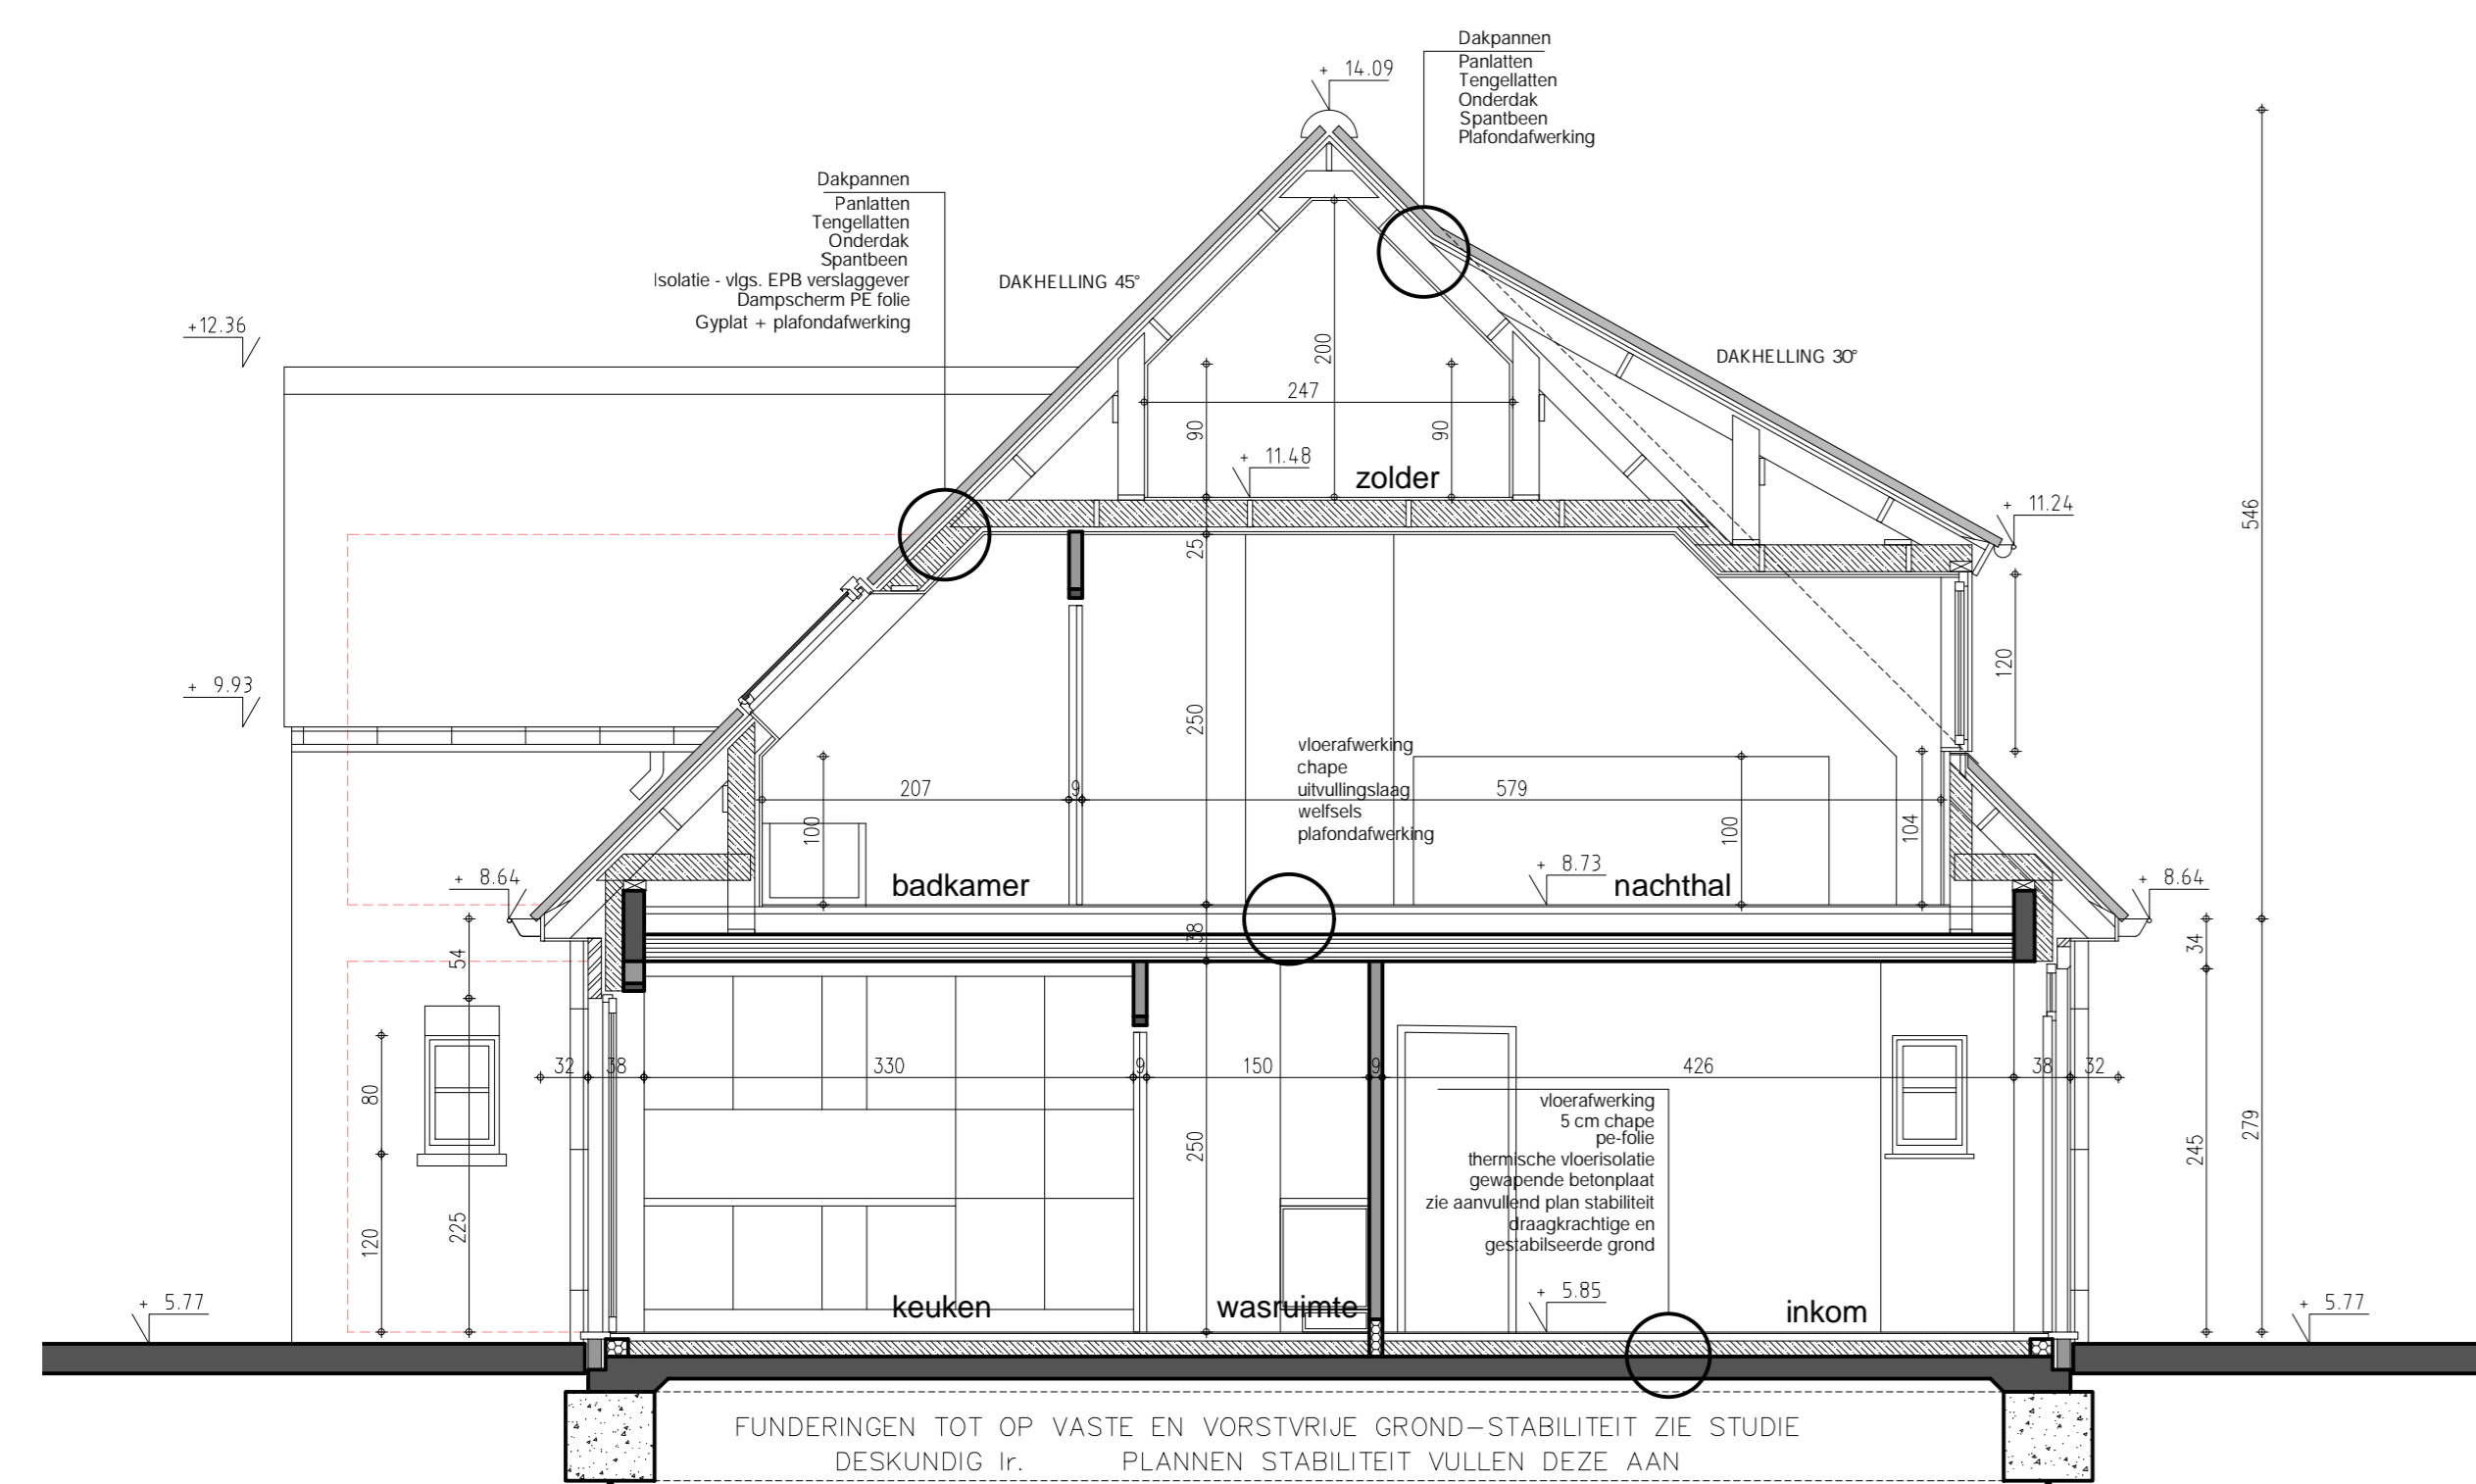 Dakpannen
Panlatten
Tengellatten
Onderdak
Spantbeen
Plafondafwerking
+ 14.09
Dakpannen
Panlatten
Tengellatten
Onderdak
Spantbeen
Isolatie - vlgs. EPB verslaggever
Dampscherm PE folie
Gyplat + plafondafwerking
DAKHELLING 45°
DAKHELLING 30°
+12.36
200
247
90
90
+ 11.48
zolder
+ 11.24
546
25
+ 9.93
120
250
vloerafwerking
chape
uitvullingslaag
welfsels
plafondafwerking
207
9
579
100
100
104
+ 8.64
badkamer
+ 8.73
nachthal
+ 8.64
38
54
34
32
38
330
9
150
9
426
38
32
80
250
vloerafwerking
5 cm chape
pe-folie
thermische vloerisolatie
gewapende betonplaat
zie aanvullend plan stabiliteit
draagkrachtige en
gestabilseerde grond
245
279
120
225
+ 5.77
keuken
wasruimte
+ 5.85
inkom
+ 5.77
FUNDERINGEN TOT OP VASTE EN VORSTVRIJE GROND-STABILITEIT ZIE STUDIE
DESKUNDIG Ir. PLANNEN STABILITEIT VULLEN DEZE AAN